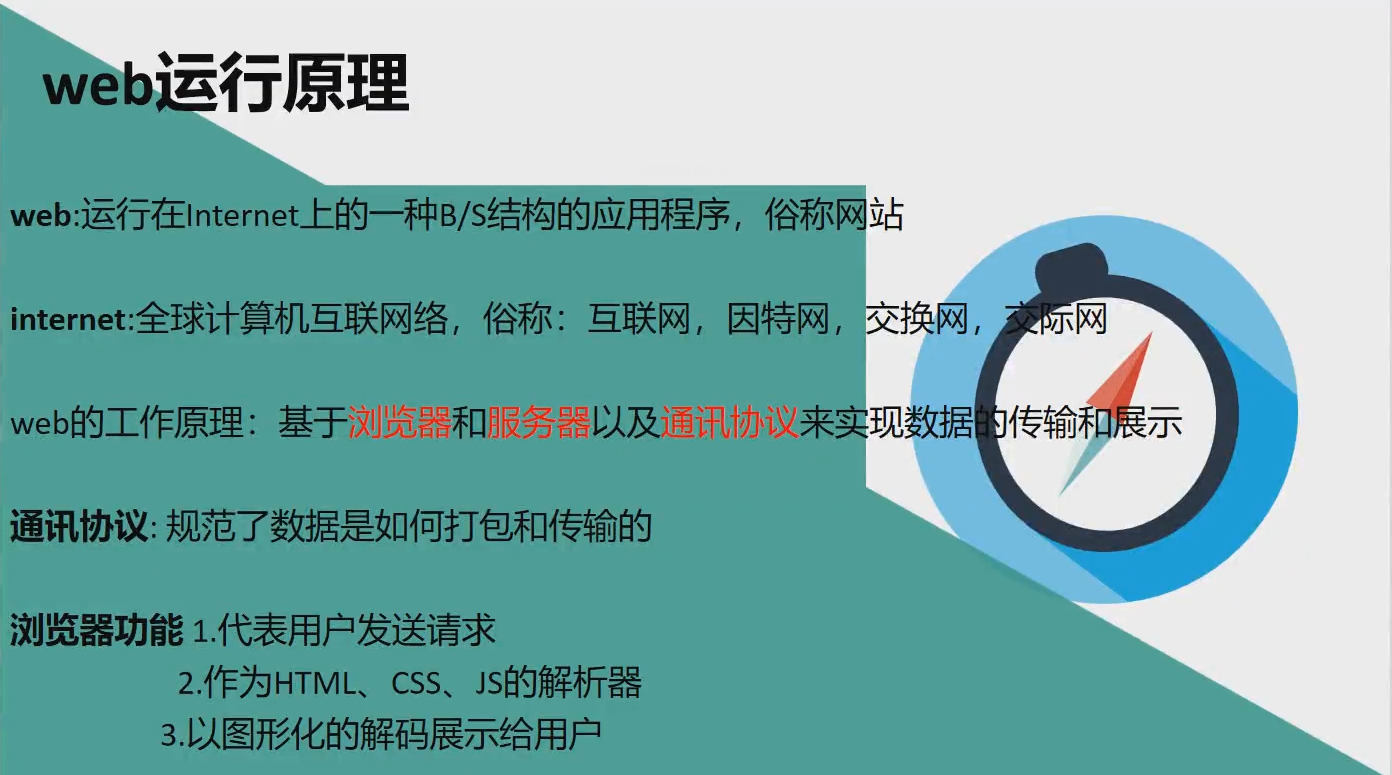 web运行原理
web:运行在Internet上的一种B/S结构的应用程序，俗称网站
internet:全球计算机互联网络，俗称：互联网，因特网，交换网，交际网
web的工作原理：基于浏览器和服务器以及通讯协议来实现数据的传输和展示
通讯协议: 规范了数据是如何打包和传输的
浏览器功能 1.代表用户发送请求
2.作为HTML、CSS、JS的解析器
3.以图形化的解码展示给用户